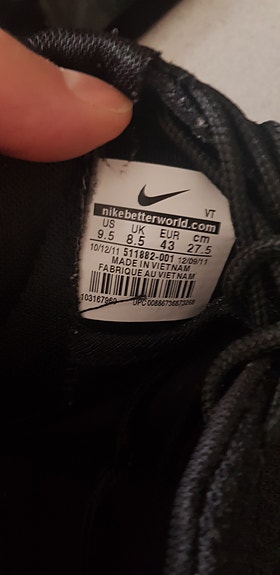 VT
nikebetterworld.com
US UK EUR cm
9.5 8.5 43 27.5
10/12/11 511882-001 12/09/11
MADE IN VIETNAM
FABRIQUE AU VIETNAM